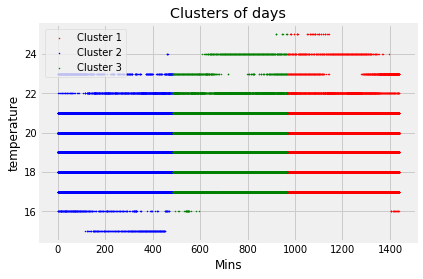 Clusters of days
Cluster 1
Cluster 2
Cluster 3
temperature
24
22
20
18
16
0 200 400 600 800 1000 1200 1400
Mins